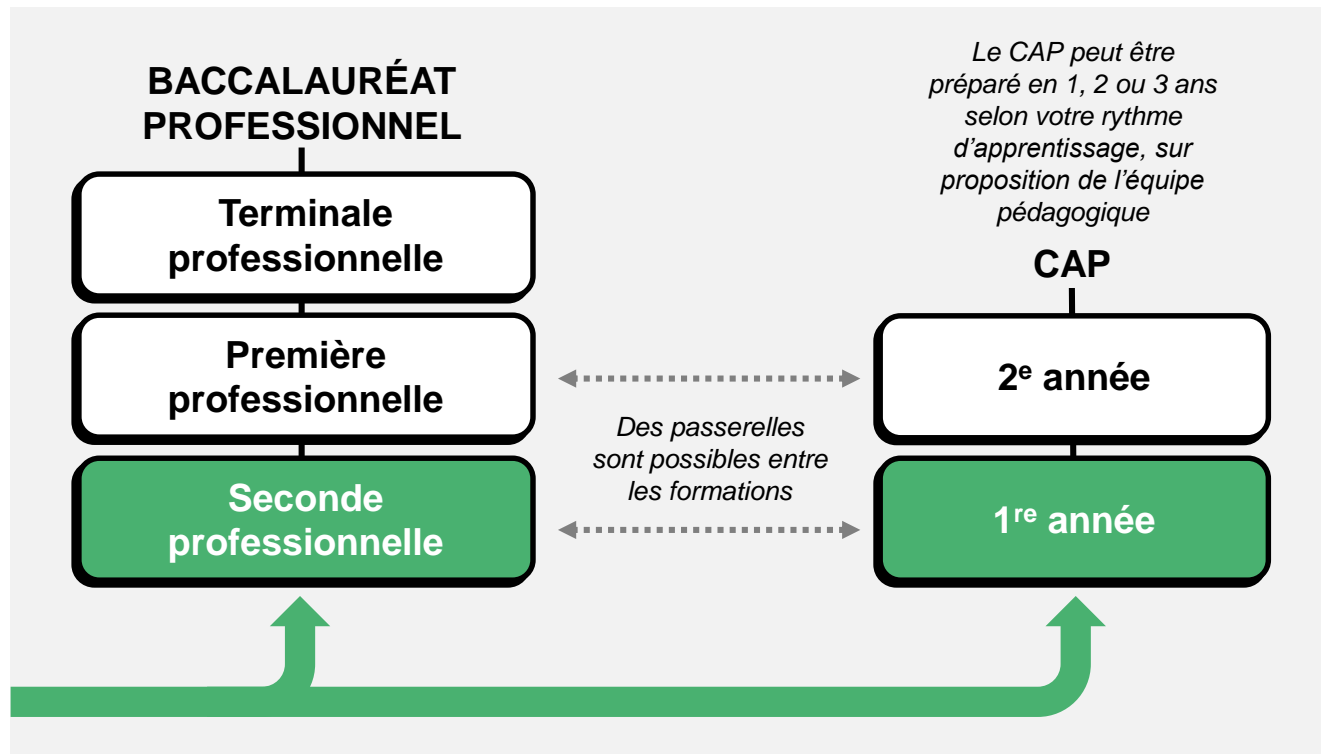 BACCALAURÉAT
PROFESSIONNEL
Terminale
professionnelle
Première
professionnelle
Seconde
professionnelle
Des passerelles
sont possibles entre
les formations
Le CAP peut être
préparé en 1, 2 ou 3 ans
selon votre rythme
d’apprentissage, sur
proposition de l’équipe
pédagogique
CAP
2e année
1re année